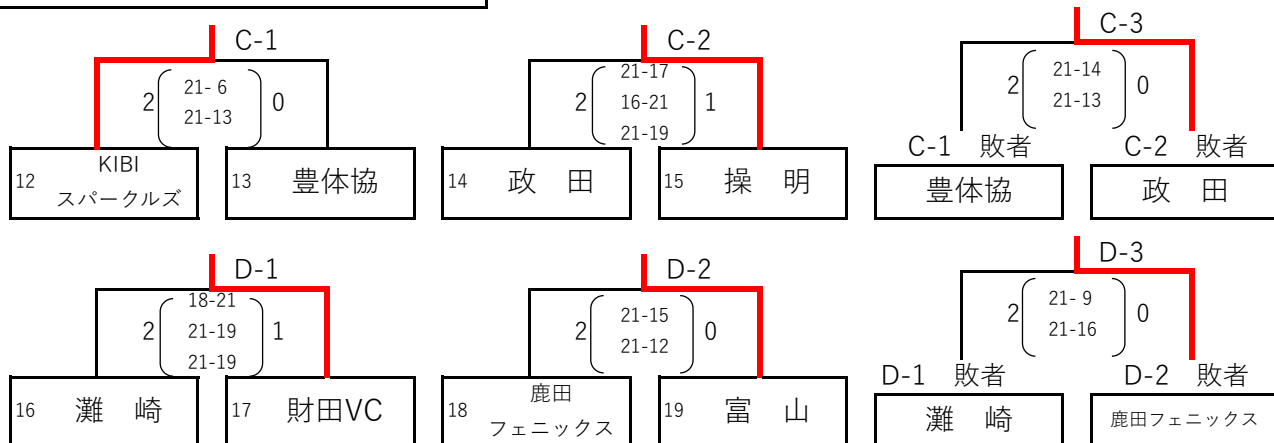 C-1
2 21- 6 0
21-13
12 KIBI
スパークルズ
13 豊体協
C-2
21-17
2 16-21 1
21-19
14 政 田
15 操 明
C-3
2 21-14 0
21-13
C-1 敗者
C-2 敗者
豊体協
政 田
D-1
18-21
2 21-19 1
21-19
16 灘 崎
17 財田VC
D-2
2 21-15 0
21-12
18 鹿田
フェニックス
19 富 山
D-3
2 21- 9 0
21-16
D-1 敗者
D-2 敗者
灘 崎
鹿田フェニックス